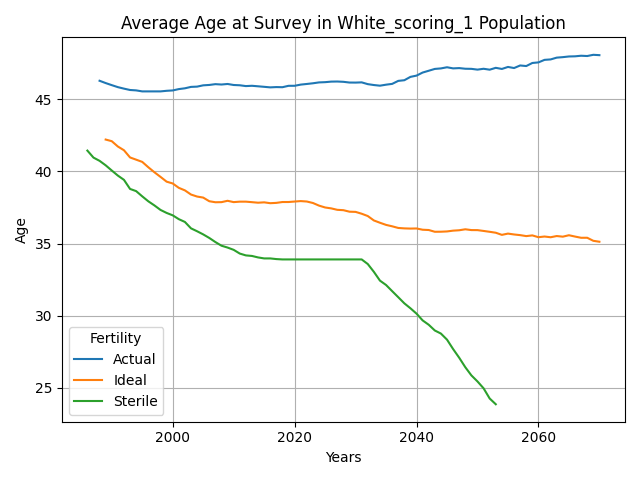 Average Age at Survey in White_scoring_1 Population
45
40
35
30
25
Age
Fertility
Actual
Ideal
Sterile
2000 2020 2040 2060
Years